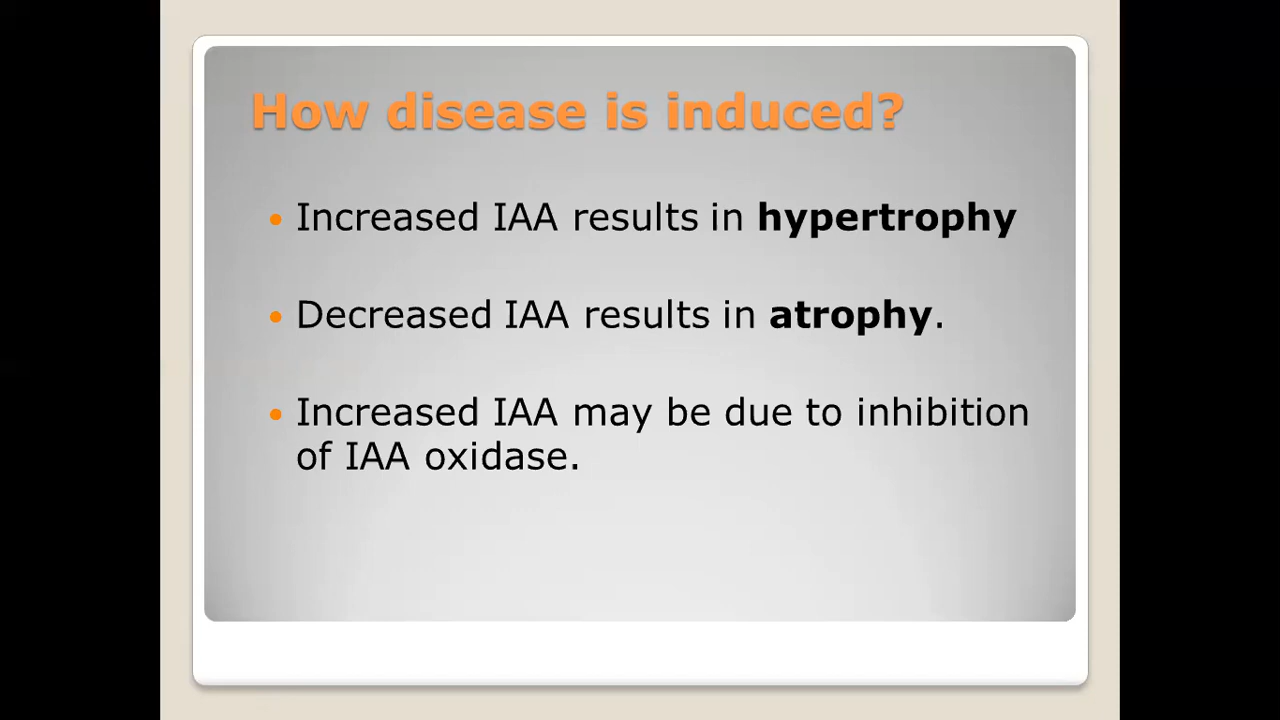 How disease is induced?
Increased IAA results in hypertrophy
Decreased IAA results in atrophy.
Increased IAA may be due to inhibition
of IAA oxidase.